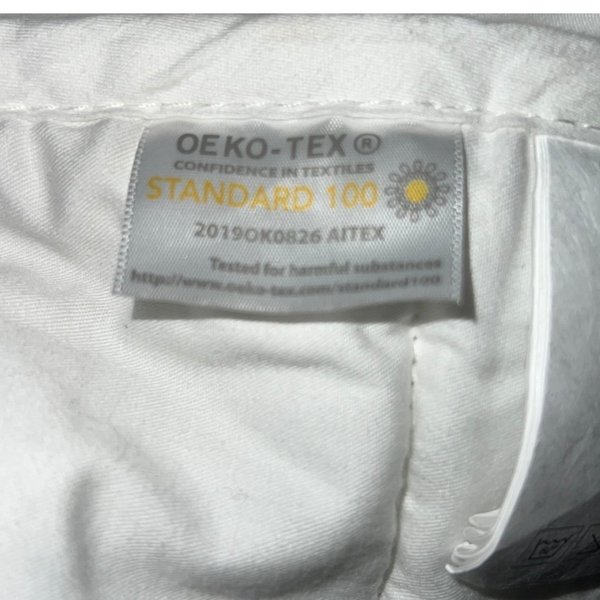 OEKO-TEX®
CONFIDENCE IN TEXTILES
STANDARD 100
2019OK0826 AITEX
Tested for harmful substances
http://www.oeko-tex.com/standard100